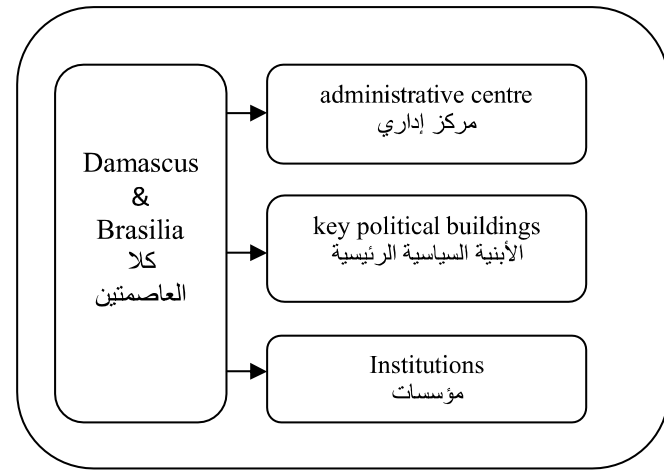 Damascus
&
Brasilia
كلا
العاصمتين
administrative centre
مركز إداري
key political buildings
الأبنية السياسية الرئيسية
Institutions
مؤسسات